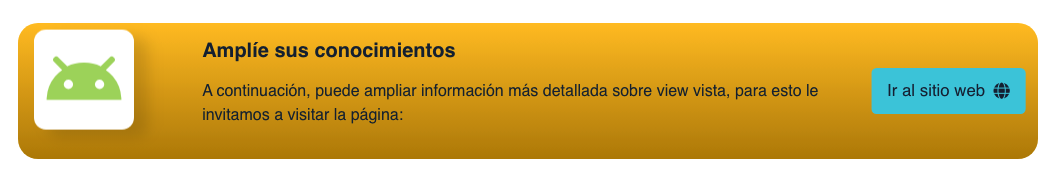 Amplíe sus conocimientos
A continuación, puede ampliar información más detallada sobre view vista, para esto le
invitamos a visitar la página:
Ir al sitio web